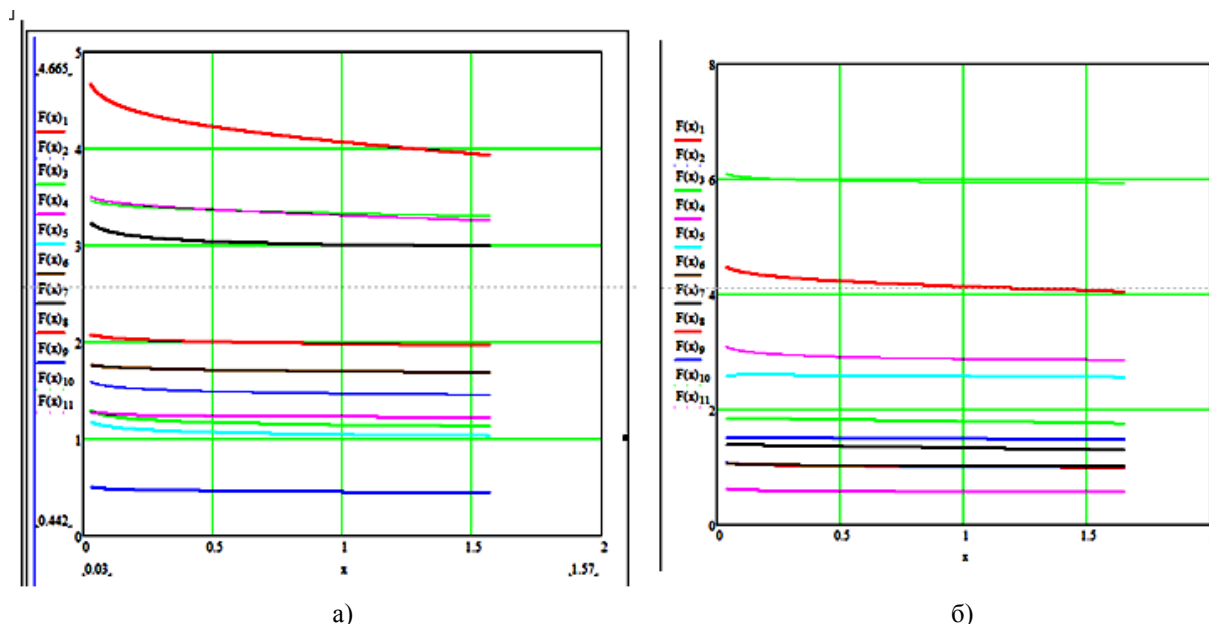 5
4.665
F(x)1
4
F(x)2
F(x)3
F(x)4
F(x)5
3
F(x)6
F(x)7
F(x)8
2
F(x)9
F(x)10
F(x)11
1
0.442
0
0 0.5 1 1.5 2
x
0.03 1.57
а)
8
F(x)1
F(x)2
6
F(x)3
F(x)4
F(x)5
F(x)6
F(x)7
4
F(x)8
F(x)9
F(x)10
F(x)11
2
0
0 0.5 1 1.5
x
б)